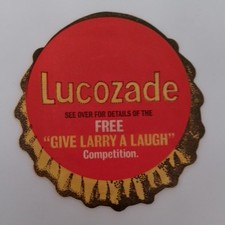 Lucozade
SEE OVER FOR DETAILS OF THE
FREE
"GIVE LARRY A LAUGH"
Competition.